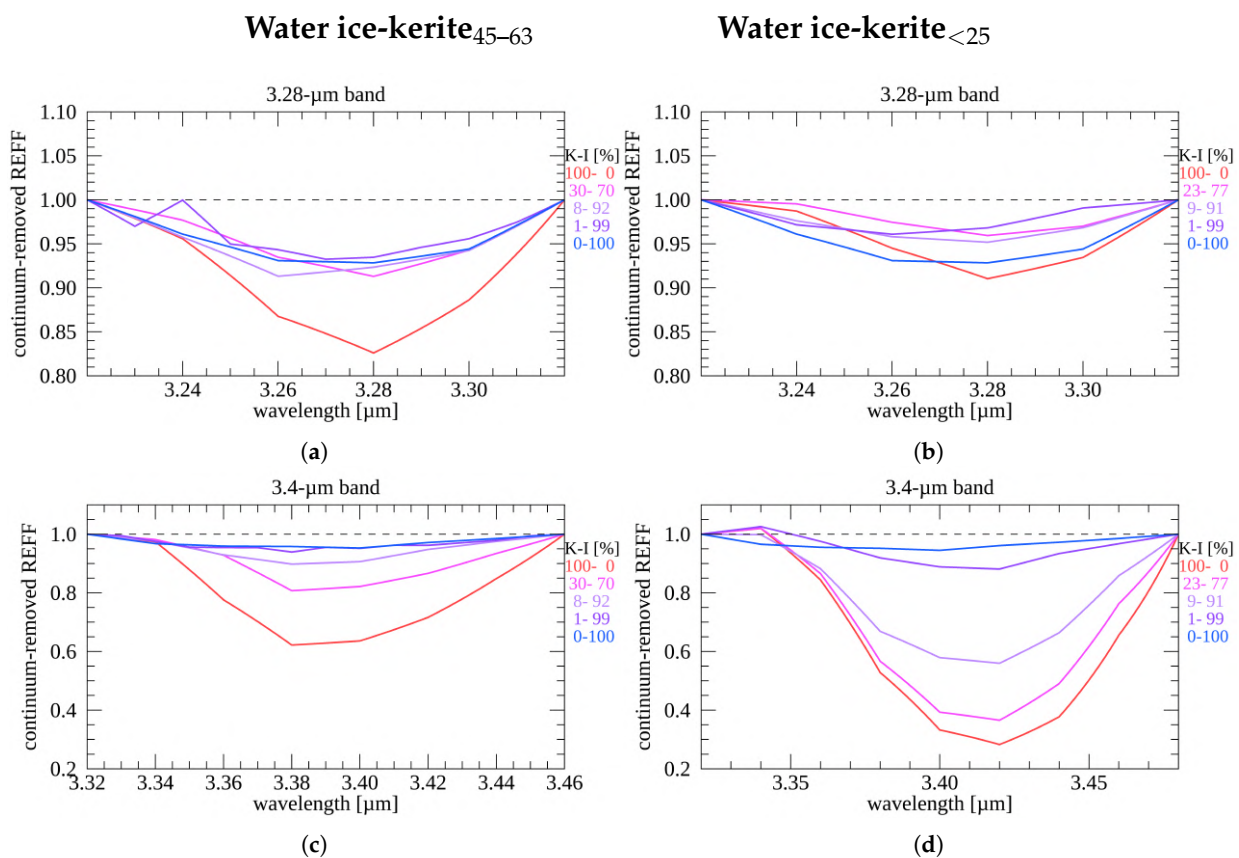 Water ice-kerite45–63
Water ice-kerite<25
3.28-µm band
continuum-removed REFF
1.10
1.05
1.00
0.95
0.90
0.85
0.80
3.24
3.26
3.28
3.30
wavelength [µm]
K-I [%]
100- 0
30- 70
8- 92
1- 99
0-100
(a)
3.28-µm band
continuum-removed REFF
1.10
1.05
1.00
0.95
0.90
0.85
0.80
3.24
3.26
3.28
3.30
wavelength [µm]
K-I [%]
100- 0
23- 77
9- 91
1- 99
0-100
(b)
3.4-µm band
continuum-removed REFF
1.0
0.8
0.6
0.4
0.2
3.32
3.34
3.36
3.38
3.40
3.42
3.44
3.46
wavelength [µm]
K-I [%]
100- 0
30- 70
8- 92
1- 99
0-100
(c)
3.4-µm band
continuum-removed REFF
1.0
0.8
0.6
0.4
0.2
3.35
3.40
3.45
wavelength [µm]
K-I [%]
100- 0
23- 77
9- 91
1- 99
0-100
(d)